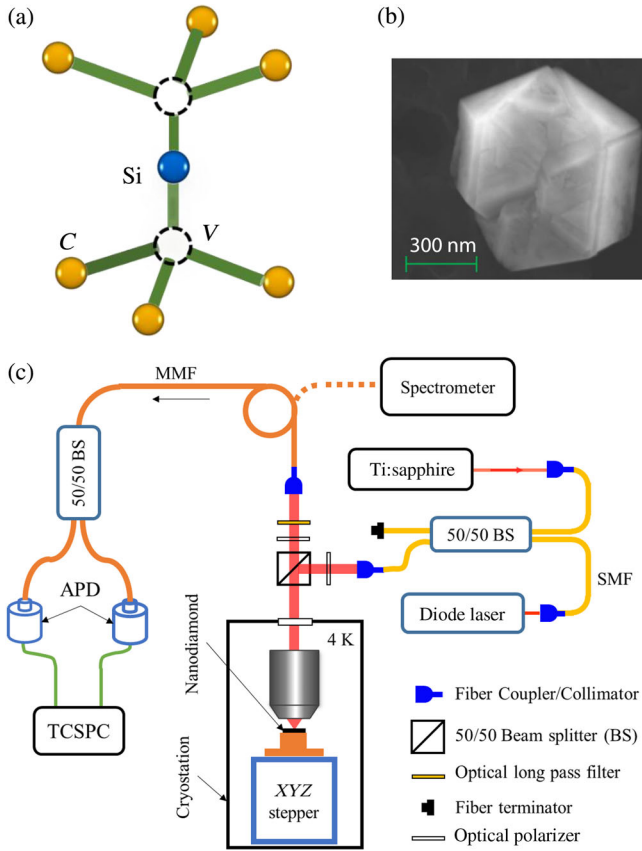 (a)
Si
C
V
(b)
300 nm
(c)
MMF
Spectrometer
50/50 BS
Ti:sapphire
50/50 BS
SMF
APD
Diode laser
TCSPC
Nanodiamond
4 K
Cryostation
XYZ
stepper
Fiber Coupler/Collimator
50/50 Beam splitter (BS)
Optical long pass filter
Fiber terminator
Optical polarizer